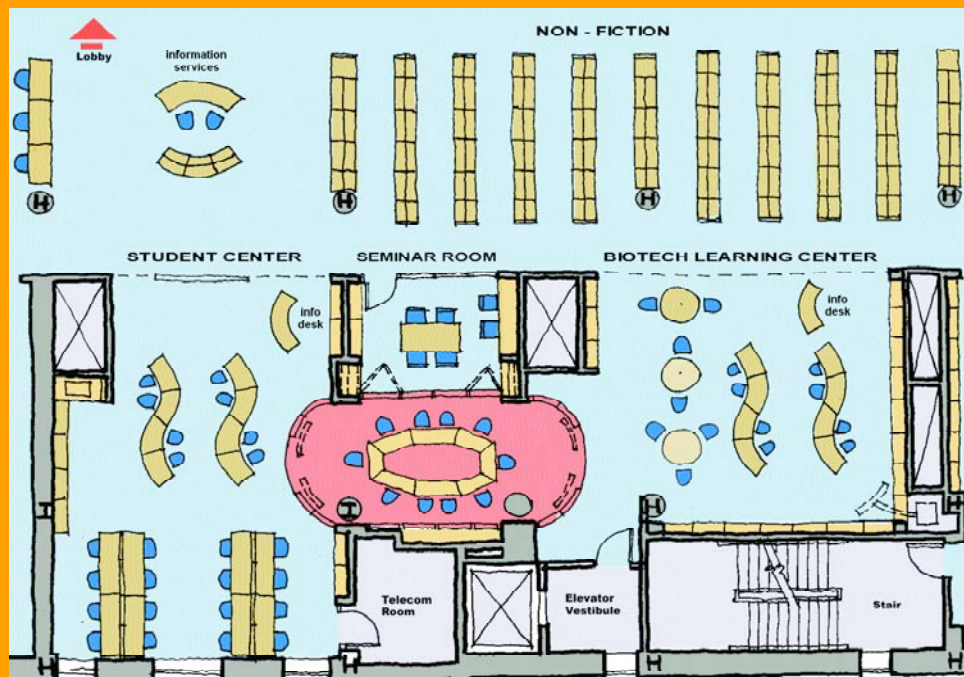 NON - FICTION
Lobby
information
services
H
H
H
STUDENT CENTER
SEMINAR ROOM
BIOTECH LEARNING CENTER
info
desk
info
desk
H
H
H
H
Telecom
Room
Elevator
Vestibule
Stair
H
H
H
H